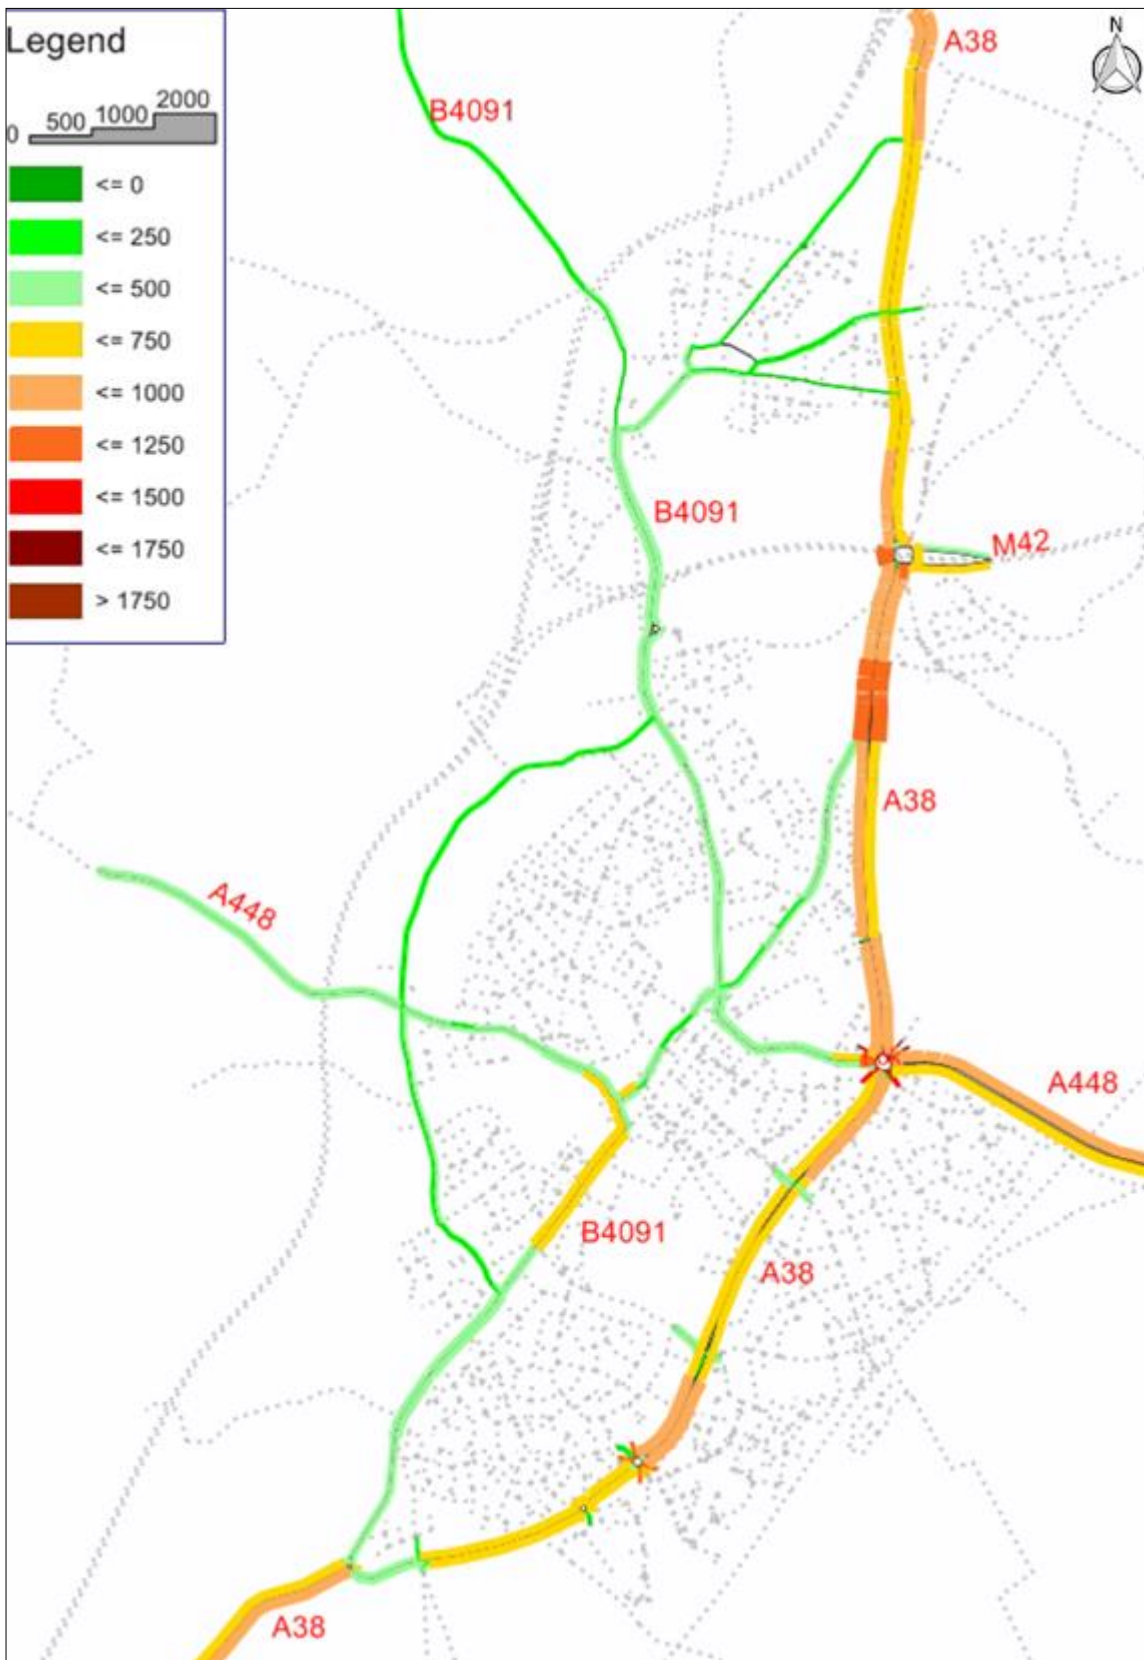 Legend
0 500 1000 2000
<= 0
<= 250
<= 500
<= 750
<= 1000
<= 1250
<= 1500
<= 1750
> 1750
N
A38
B4091
B4091
M42
A38
A448
A448
B4091
A38
A38